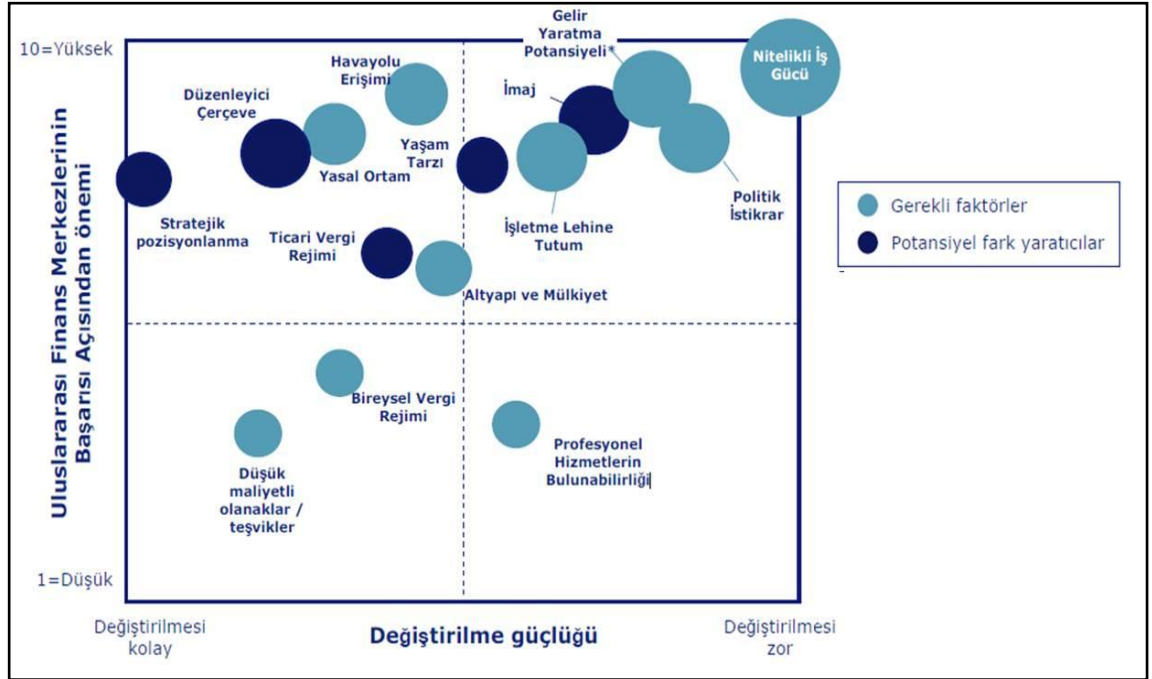 10=Yüksek
Uluslararası Finans Merkezlerinin
Başarısı Açısından önemi
1=Düşük
Gelir
Yaratma
Potansiyeli*
Nitelikli İş
Gücü
Havayolu
Erişimi
İmaj
Düzenleyici
Çerçeve
Yaşam
Tarzı
Yasal Ortam
Politik
İstikrar
Stratejik
pozisyonlanma
Ticari Vergi
Rejimi
İşletme Lehine
Tutum
Altyapı ve Mülkiyet
Bireysel Vergi
Rejimi
Profesyonel
Hizmetlerin
Bulunabilirliği
Düşük
maliyetli
olanaklar /
teşvikler
Gerekli faktörler
Potansiyel fark yaratıcılar
Değiştirilmesi
kolay
Değiştirilme güçlüğü
Değiştirilmesi
zor